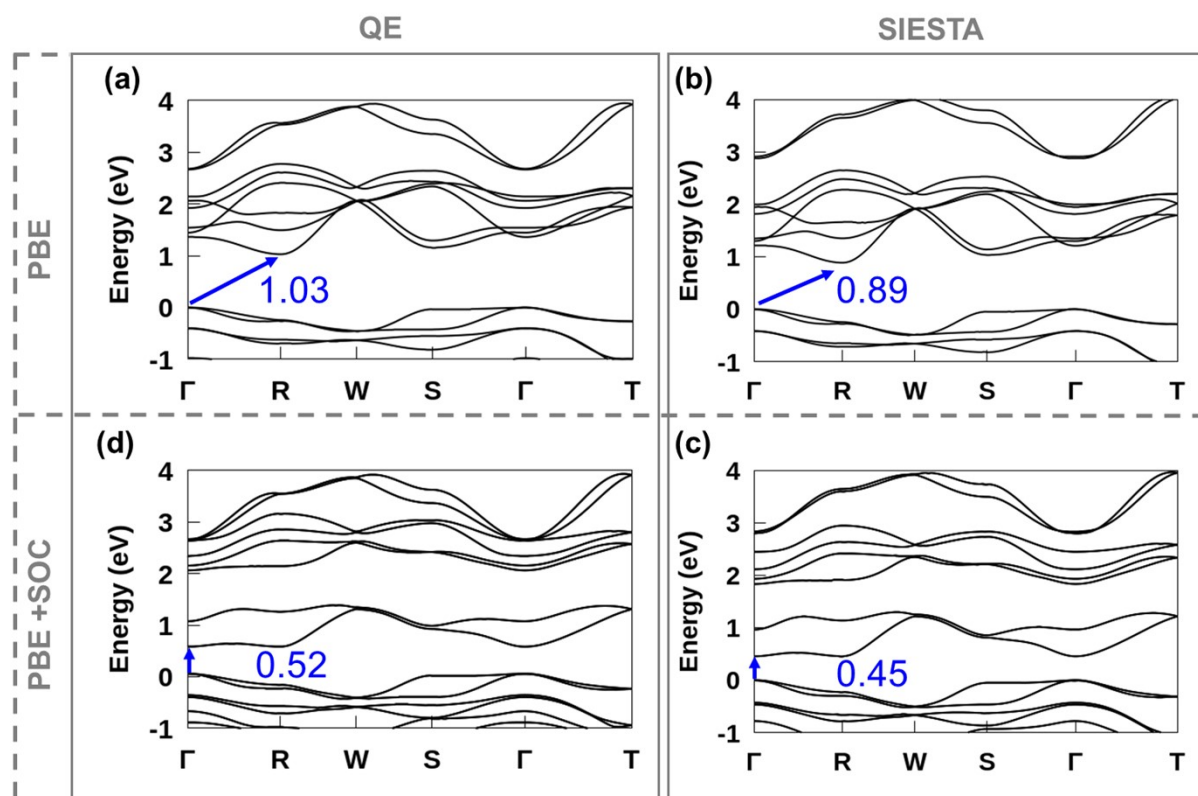 QE
SIESTA
PBE
PBE +SOC
(a)
Energy (eV)
4
3
2
1
0
-1
1.03
Γ R W S Γ T
(b)
Energy (eV)
4
3
2
1
0
-1
0.89
Γ R W S Γ T
(d)
Energy (eV)
4
3
2
1
0
-1
0.52
Γ R W S Γ T
(c)
Energy (eV)
4
3
2
1
0
-1
0.45
Γ R W S Γ T